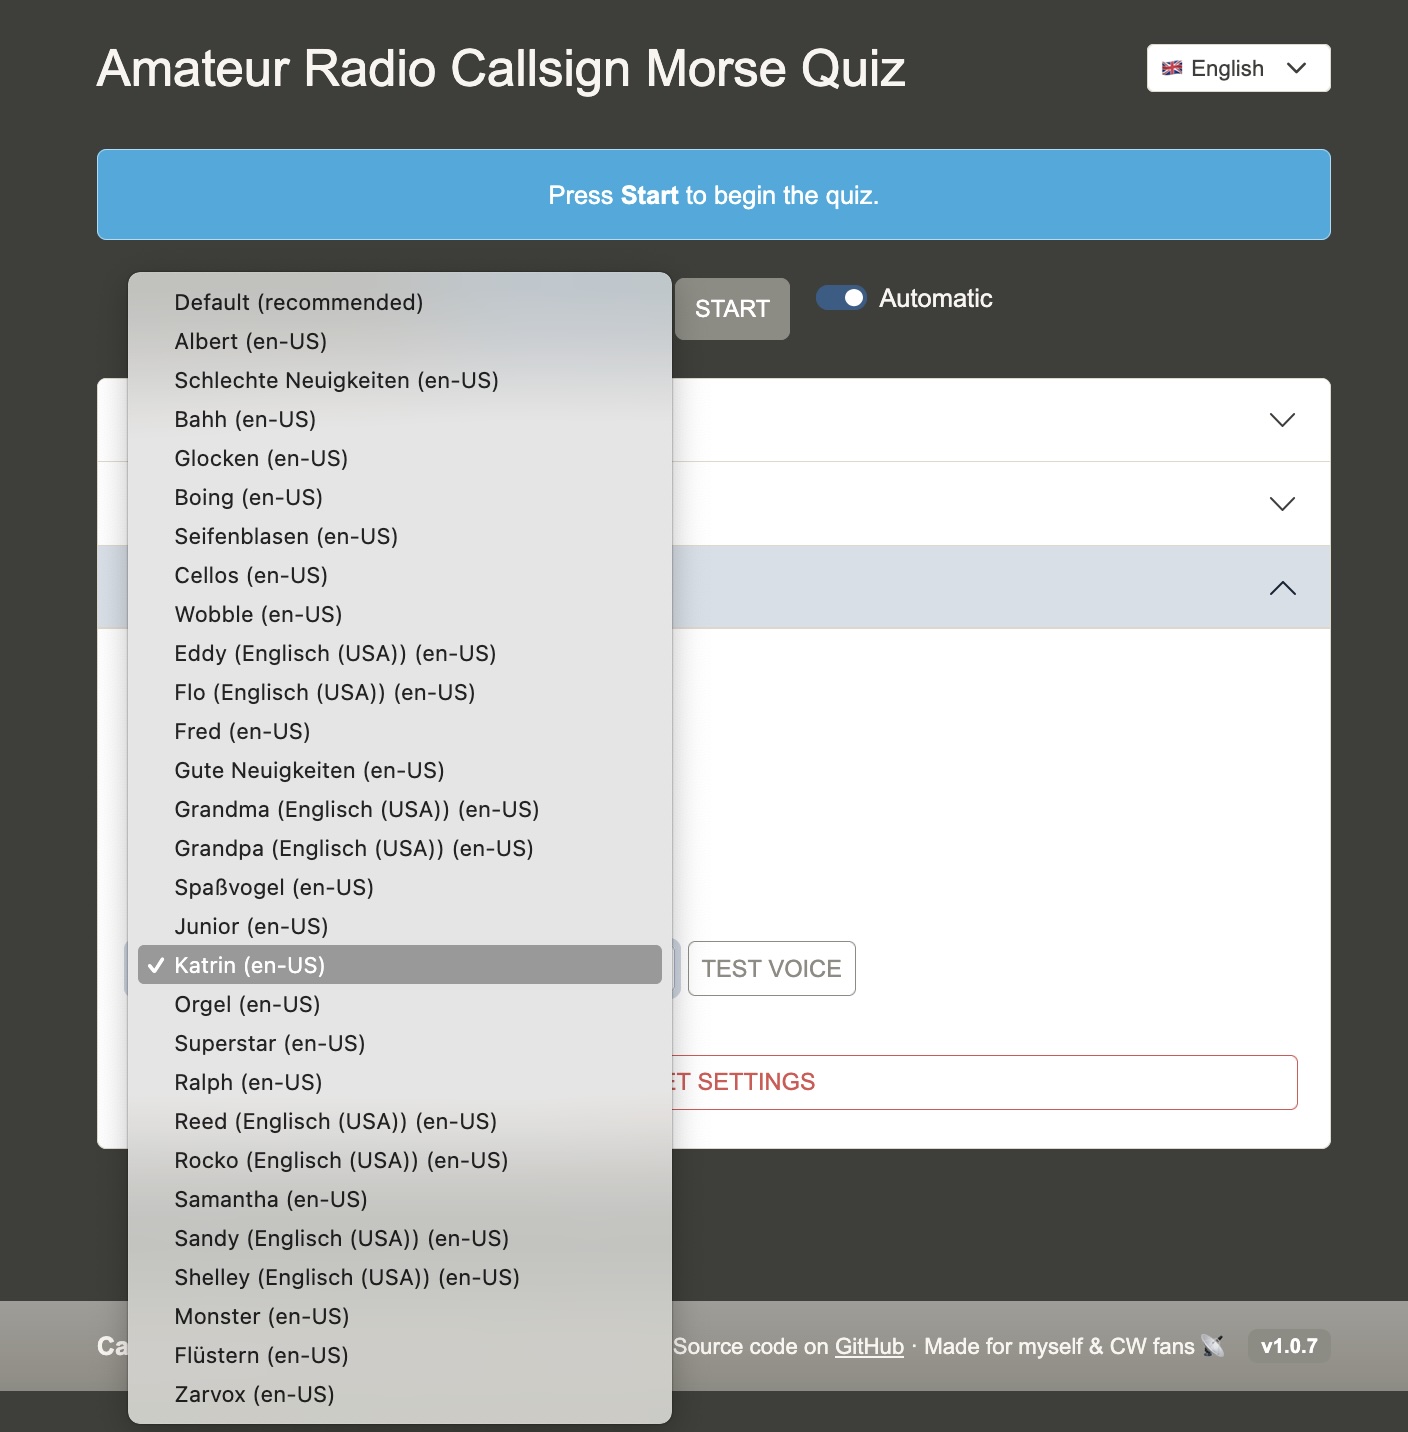 Amateur Radio Callsign Morse Quiz
🇬🇧 English
Press Start to begin the quiz.
START
Automatic
Default (recommended)
Albert (en-US)
Schlechte Neuigkeiten (en-US)
Bahh (en-US)
Glocken (en-US)
Boing (en-US)
Seifenblasen (en-US)
Cellos (en-US)
Wobble (en-US)
Eddy (Englisch (USA)) (en-US)
Flo (Englisch (USA)) (en-US)
Fred (en-US)
Gute Neuigkeiten (en-US)
Grandma (Englisch (USA)) (en-US)
Grandpa (Englisch (USA)) (en-US)
Spaßvogel (en-US)
Junior (en-US)
✓ Katrin (en-US)
TEST VOICE
Orgel (en-US)
Superstar (en-US)
Ralph (en-US)
ET SETTINGS
Reed (Englisch (USA)) (en-US)
Rocko (Englisch (USA)) (en-US)
Samantha (en-US)
Sandy (Englisch (USA)) (en-US)
Shelley (Englisch (USA)) (en-US)
Monster (en-US)
Flüstern (en-US)
Zarvox (en-US)
Ca
Source code on GitHub · Made for myself & CW fans 📡 v1.0.7